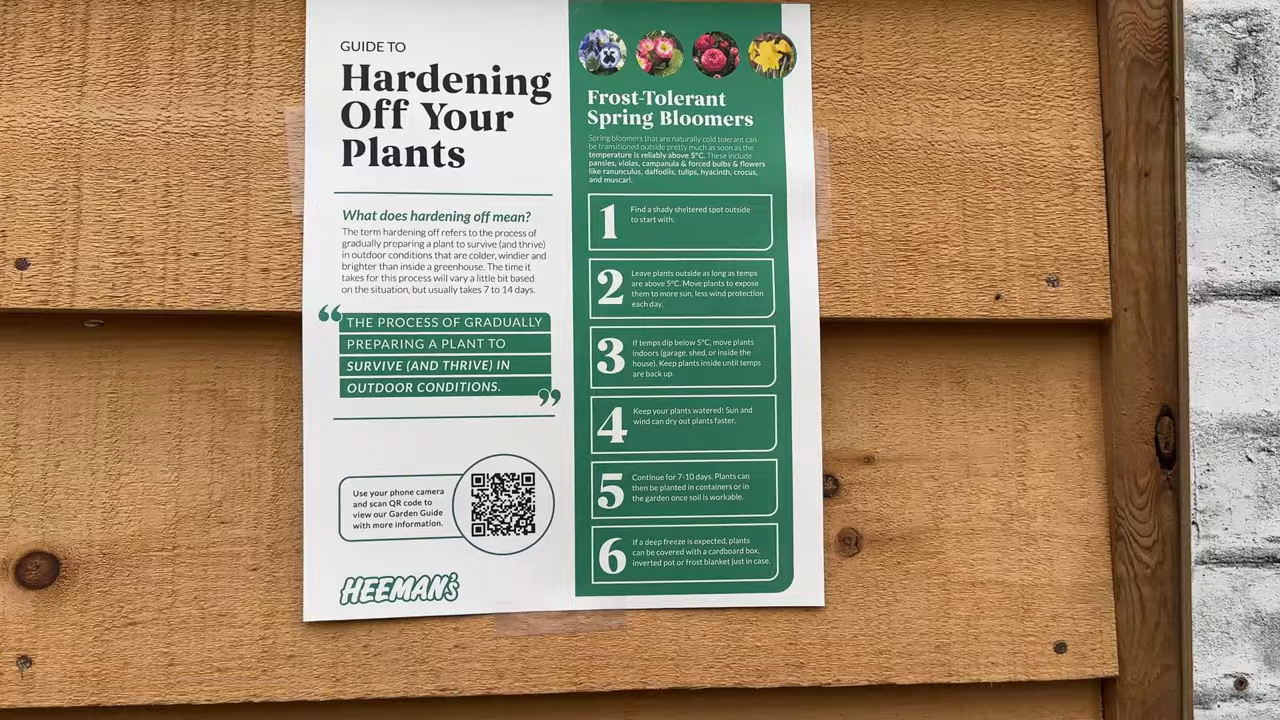 GUIDE TO
Hardening
Off Your
Plants
What does hardening off mean?
The term hardening off refers to the process of
gradually preparing a plant to survive (and thrive)
in outdoor conditions that are colder, windier and
brighter than inside a greenhouse. The time it
takes for this process will vary a little bit based
on the situation, but usually takes 7 to 14 days.
“THE PROCESS OF GRADUALLY
PREPARING A PLANT TO
SURVIVE (AND THRIVE) IN
OUTDOOR CONDITIONS.”
Use your phone camera
and scan QR code to
view our Garden Guide
with more information.
HEEMAN's
Frost-Tolerant
Spring Bloomers
Spring bloomers that are naturally cold tolerant can
be transitioned outside pretty much as soon as the
temperature is reliably above 5°C. These include
pansies, violas, campanula & forced bulbs & flowers
like ranunculus, daffodils, tulips, hyacinth, crocus,
and muscari.
1
Find a shady sheltered spot outside
to start with.
2
Leave plants outside as long as temps
are above 5°C. Move plants to expose
them to more sun, less wind protection
each day.
3
If temps dip below 5°C, move plants
indoors (garage, shed, or inside the
house). Keep plants inside until temps
are back up.
4
Keep your plants watered! Sun and
wind can dry out plants faster.
5
Continue for 7-10 days. Plants can
then be planted in containers or in
the garden once soil is workable.
6
If a deep freeze is expected, plants
can be covered with a cardboard box,
inverted pot or frost blanket just in case.